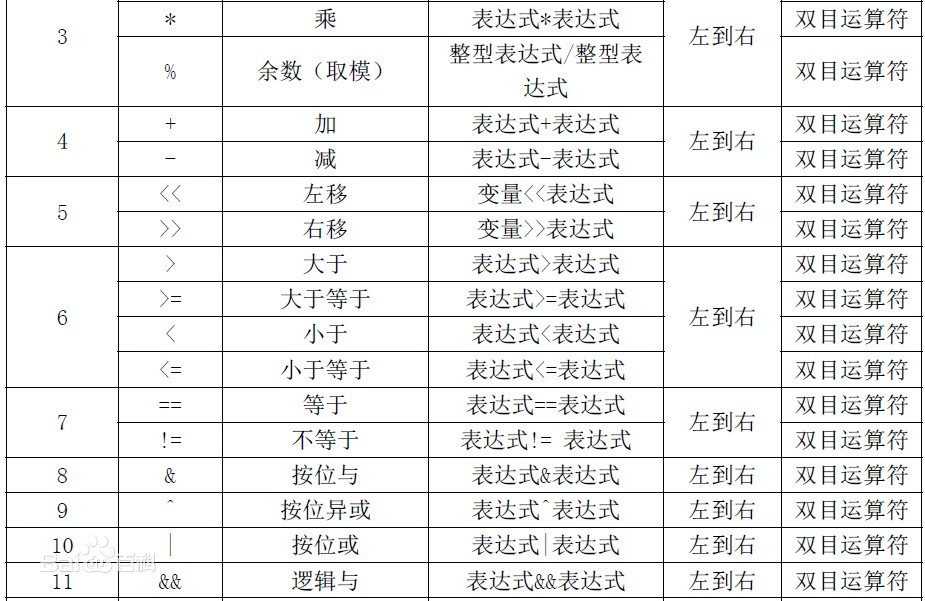 3 * 乘 表达式*表达式 左到右 双目运算符
% 余数（取模） 整型表达式/整型表
达式 双目运算符
4 + 加 表达式+表达式 左到右 双目运算符
- 减 表达式-表达式 双目运算符
5 << 左移 变量<<表达式 左到右 双目运算符
>> 右移 变量>>表达式 双目运算符
6 > 大于 表达式>表达式 左到右 双目运算符
>= 大于等于 表达式>=表达式 双目运算符
< 小于 表达式<表达式 双目运算符
<= 小于等于 表达式<=表达式 双目运算符
7 == 等于 表达式==表达式 左到右 双目运算符
!= 不等于 表达式!= 表达式 双目运算符
8 & 按位与 表达式&表达式 左到右 双目运算符
9 ^ 按位异或 表达式^表达式 左到右 双目运算符
10 | 按位或 表达式|表达式 左到右 双目运算符
Baidu百科
11 && 逻辑与 表达式&&表达式 左到右 双目运算符